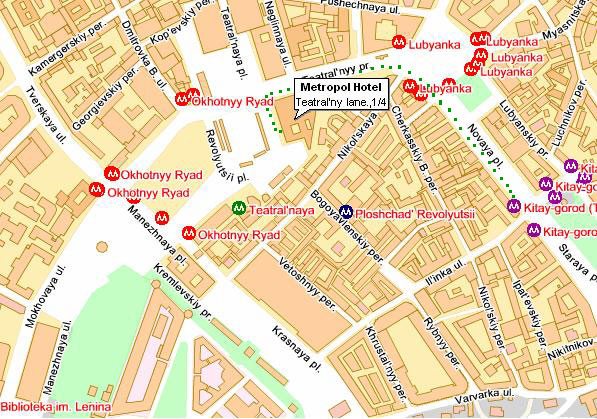 Pushechnaya ul.
Kop'evskiy per.
Teatral'naya pl.
Neglinnaya ul.
Kamergerskiy per.
Dmitrovka B. ul.
Lubyanka
Lubyanka
Lubyanka
Myasnitska
Teatral'nyy pr.
Georgievskiy per.
Metropol Hotel
Teatral'ny lane.,1/4
Lubyanka
Okhotnyy Ryad
Tverskaya ul.
Revolyutsii pl.
Nikol'skaya
Cherkasskiy B. per.
Novaya pl.
Lubyanskiy pr.
Luchnikov per.
Okhotnyy Ryad
Okhotnyy Ryad
Kita
Kitay-go
Kitay-gorod (T
Teatral'naya
Ploshchad' Revolyutsii
Bogoyavlenskiy per.
Manezhnaya pl.
Okhotnyy Ryad
Kitay-goro
Staraya p
Kremlevskiy pr.
Vetoshnyy per.
Il'inka ul.
Mokhovaya ul.
Krasnaya pl.
Rybnyy per.
Nikol'skiy per.
Ipat'evskiy per.
Khrustal'nyy per.
Nikitnikov
Manezhnaya ul.
Biblioteka im. Lenina
Varvarka ul.